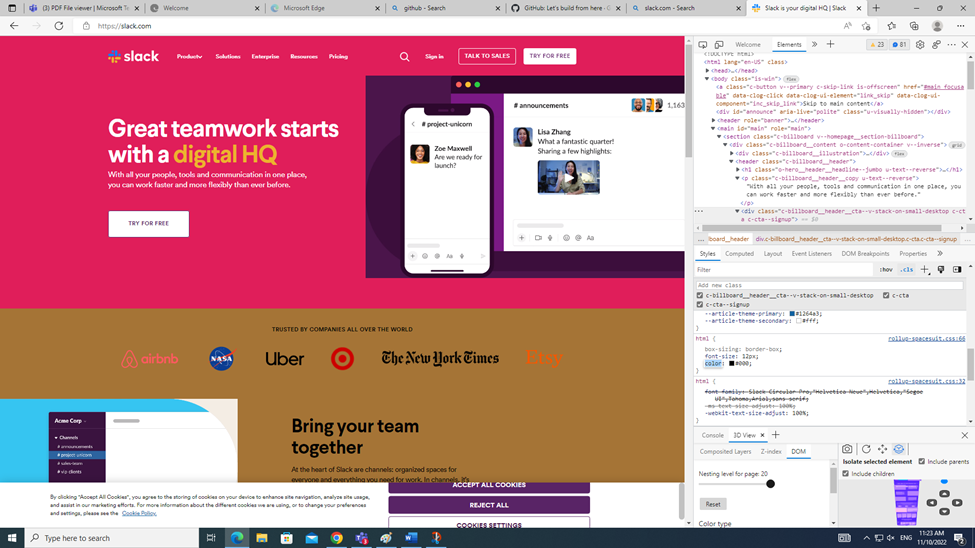 (3) PDF File viewer | Microsoft T
Welcome
Microsoft Edge
github - Search
GitHub: Let's build from here · G
slack.com - Search
Slack is your digital HQ | Slack
https://slack.com
slack
Product
Solutions
Enterprise
Resources
Pricing
Sign in
TALK TO SALES
TRY FOR FREE
Great teamwork starts
with a digital HQ
With all your people, tools and communication in one place,
you can work faster and more flexibly than ever before.
TRY FOR FREE
# project-unicorn
Zoe Maxwell
Are we ready for
launch?
# announcements
1,163
Lisa Zhang
What a fantastic quarter!
Sharing a few highlights:
Aa
Aa
TRUSTED BY COMPANIES ALL OVER THE WORLD
airbnb
NASA
Uber
The New York Times
Etsy
Acme Corp
Channels
# announcements
# project unicorn
# sales-team
# vip clients
Bring your team
together
At the heart of Slack are channels: organized spaces for
everyone and everything you need for work. In channels, it's
By clicking "Accept All Cookies", you agree to the storing of cookies on your device to enhance site navigation, analyze site usage,
and assist in our marketing efforts. For more information about the different cookies we are using, or to change your preferences
and settings, please see the Cookie Policy.
ACCEPT ALL COOKIES
REJECT ALL
COOKIES SETTINGS
Welcome
Elements
23
81
<!DOCTYPE html>
<html lang="en-US" class>
<head>…</head>
<body class="is-win"> flex
<a class="c-button v--primary c-skip-link is-offscreen" href="#main focusa
ble" data-clog-click data-clog-ui-element="link_skip" data-clog-ui-
component="inc_skip_link">Skip to main content</a>
<div id="announce" aria-live="polite" class="u-visually-hidden"></div>
<header role="banner">…</header>
<main id="main" role="main">
<section class="c-billboard v--homepage__section-billboard">
<div class="c-billboard__content o-content-container v--inverse"> grid
<div class="c-billboard__illustration">…</div> flex
<header class="c-billboard__header">
<h1 class="o-hero__header__headline--jumbo u-text--reverse">…</h1>
<p class="c-billboard__header__copy u-text--reverse">
"With all your people, tools and communication in one place, you
can work faster and more flexibly than ever before."
</p>
<div class="c-billboard__header__cta--v-stack-on-small-desktop c-ct
a c-cta--signup"> == $0
… board__header
div.c-billboard__header__cta--v-stack-on-small-desktop.c-cta.c-cta--signup
Styles
Computed
Layout
Event Listeners
DOM Breakpoints
Properties
Filter
:hov
.cls
Add new class
c-billboard__header__cta--v-stack-on-small-desktop
c-cta
c-cta--signup
--article-theme-primary: #1264a3;
--article-theme-secondary: #fff;
}
html {
rollup-spacesuit.css:66
box-sizing: border-box;
font-size: 12px;
color: #000;
}
html {
rollup-spacesuit.css:32
font-family: Slack-Circular-Pro,"Helvetica Neue",Helvetica,"Segoe
UI",Tahoma,Arial,sans-serif;
-ms-text-size-adjust: 100%;
-webkit-text-size-adjust: 100%;
}
Console
3D View
Composited Layers
Z-index
DOM
Isolate selected element
Include parents
Include children
Nesting level for page: 20
Reset
Color type
Type here to search
ENG
11:23 AM
11/10/2022
2